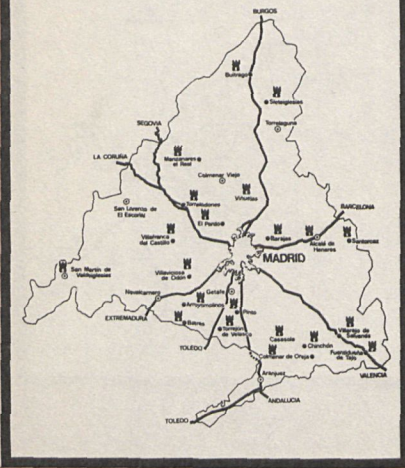 BURGOS
Buitrago
Sieteiglesias
Torrelaguna
SEGOVIA
LA CORUÑA
Manzanares
el Real
Colmenar Viejo
San Lorenzo de
El Escorial
Torrelodones
Viñuelas
El Pardo
BARCELONA
Villafranca
del Castillo
Barajas
Alcalá de
Henares
Santorcaz
MADRID
San Martín de
Valdeiglesias
Villaviciosa
de Odón
Navalcarnero
Getafe
Arroyomolinos
Pinto
EXTREMADURA
Batres
Torrejón
de Velasco
Casasola
Chinchón
Villarejo de
Salvanés
Fuentidueña
de Tajo
TOLEDO
Colmenar de Oreja
VALENCIA
Aranjuez
ANDALUCIA
TOLEDO